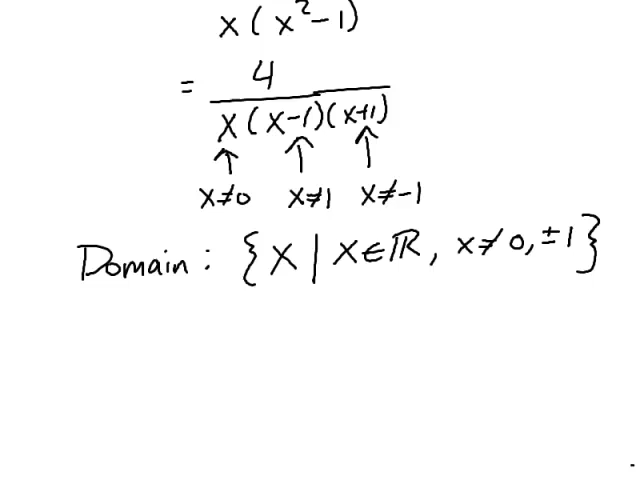 x(x²-1)
= 4
x(x-1)(x+1)
↑ ↑ ↑
x≠0 x≠1 x≠-1
Domain: {x | x∈ℝ, x≠0, ±1}